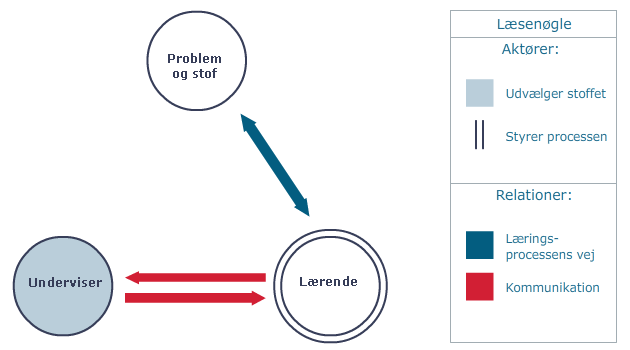 Problem
og stof
Underviser
Lærende
Læsenøgle
Aktører:
Udvælger stoffet
Styrer processen
Relationer:
Lærings-
processens vej
Kommunikation